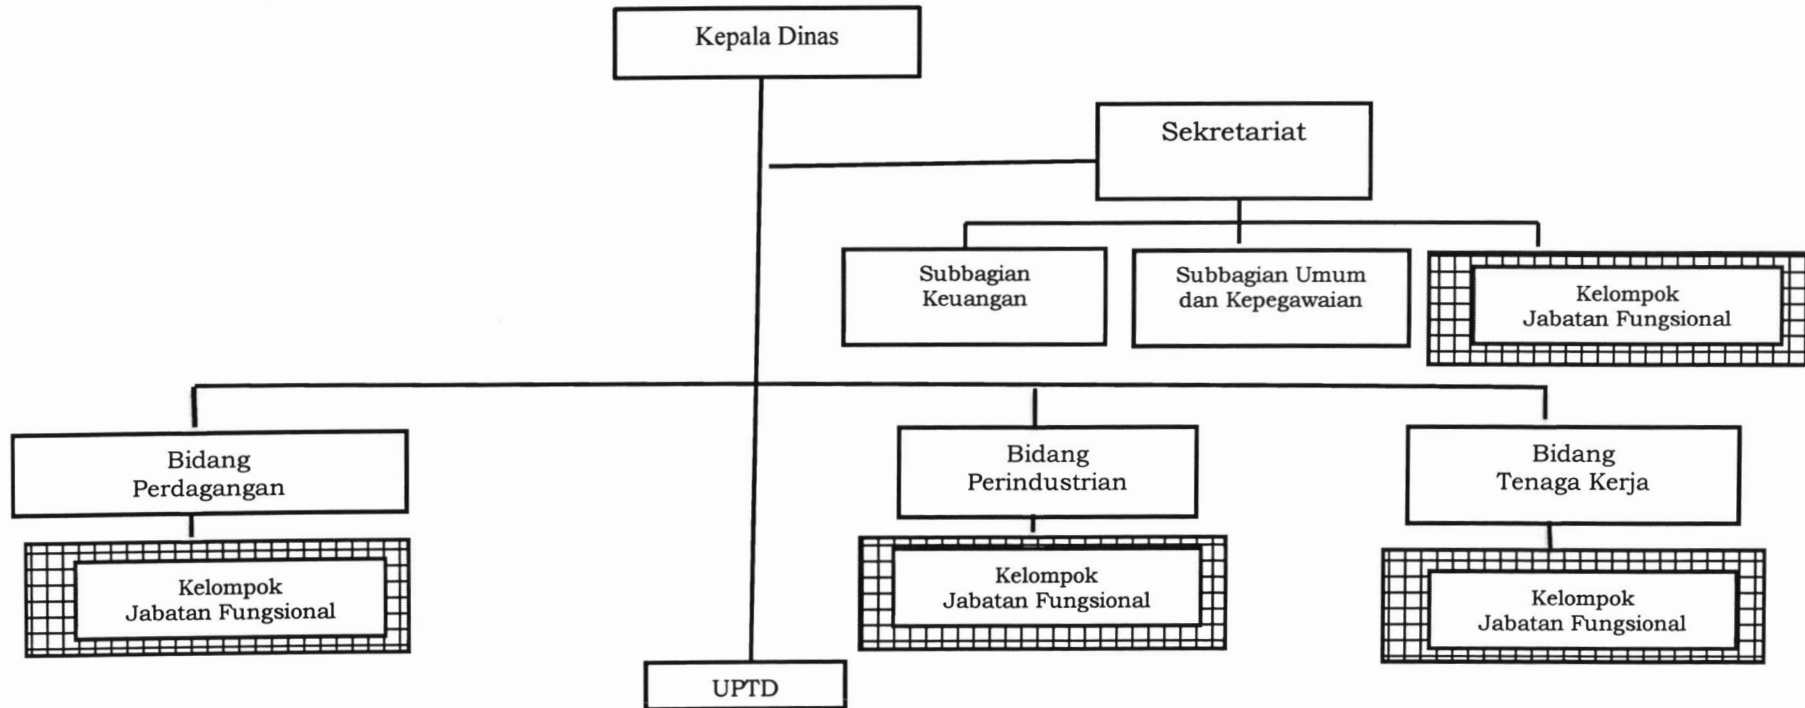 Kepala Dinas
Sekretariat
Subbagian
Keuangan
Subbagian Umum
dan Kepegawaian
Kelompok
Jabatan Fungsional
Bidang
Perdagangan
Bidang
Perindustrian
Bidang
Tenaga Kerja
Kelompok
Jabatan Fungsional
Kelompok
Jabatan Fungsional
Kelompok
Jabatan Fungsional
UPTD